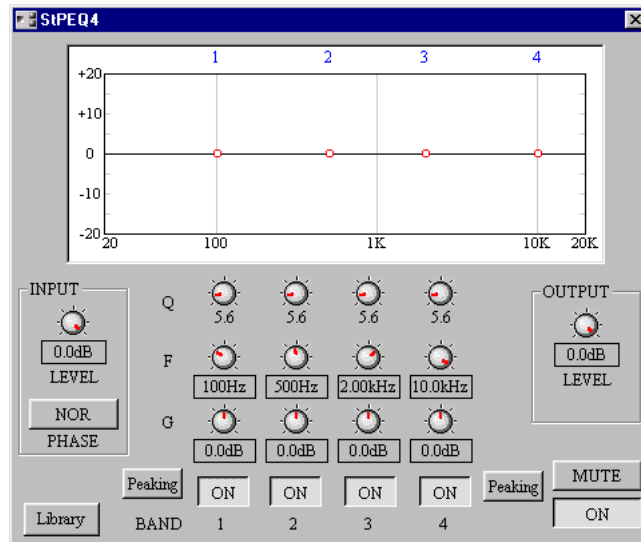 StPEQ4
1 2 3 4
+20
+10
0
-10
-20
20 100 1K 10K 20K
INPUT
0.0dB
LEVEL
NOR
PHASE
Q 5.6 5.6 5.6 5.6
F 100Hz 500Hz 2.00kHz 10.0kHz
G 0.0dB 0.0dB 0.0dB 0.0dB
OUTPUT
0.0dB
LEVEL
Peaking ON ON ON ON Peaking
MUTE
ON
Library
BAND 1 2 3 4